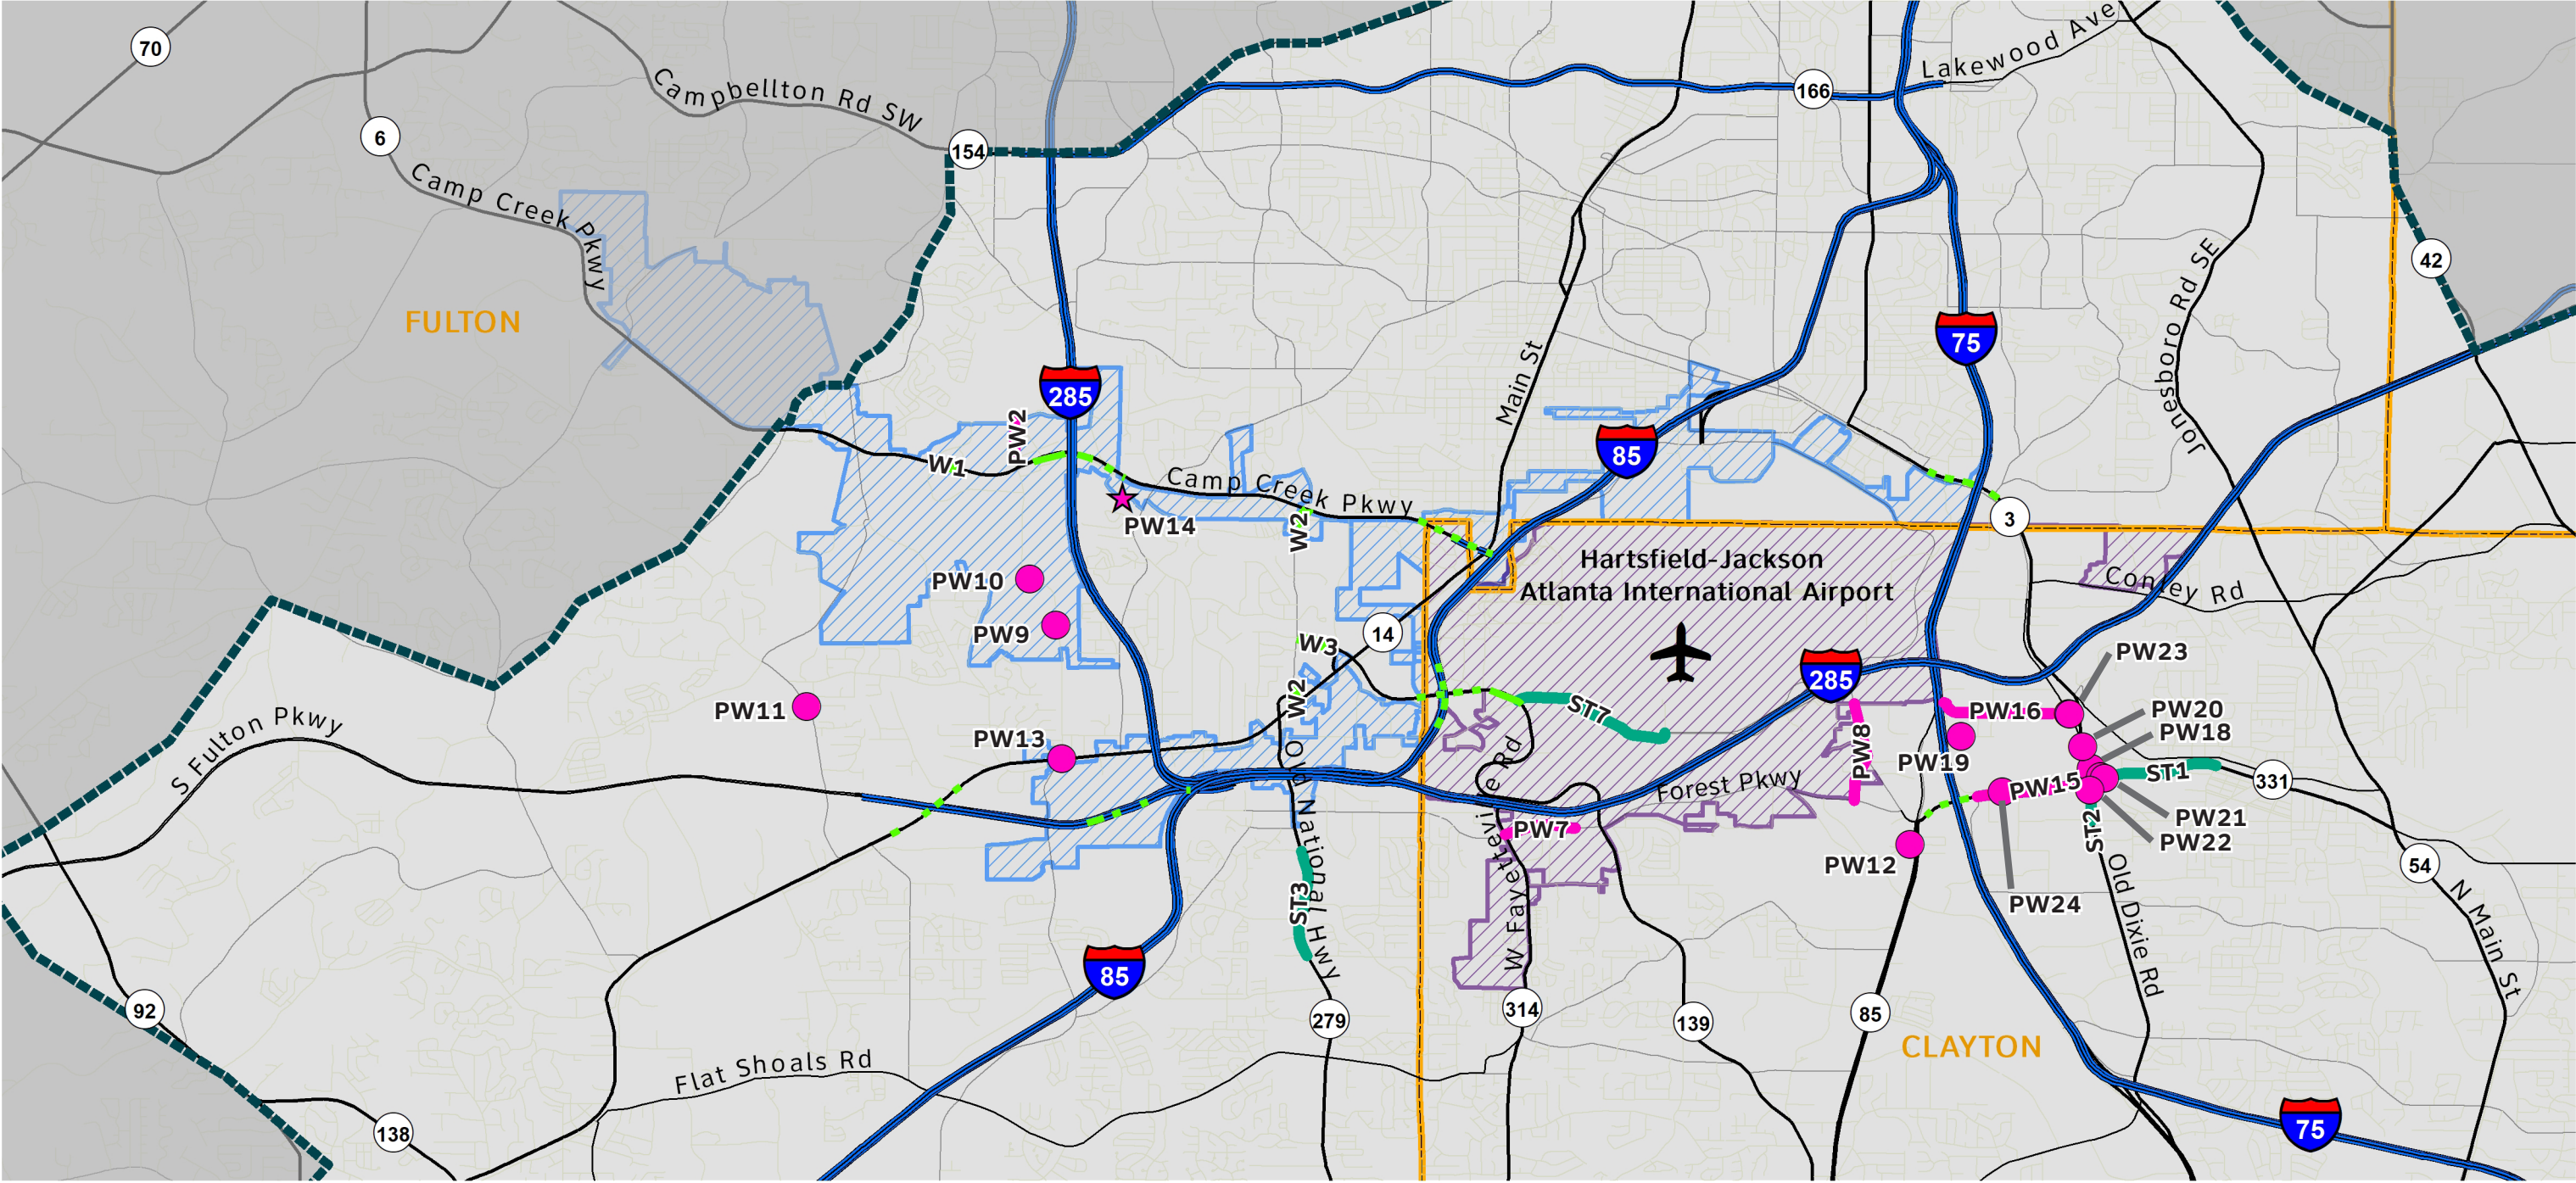 70
Lakewood Ave
166
Campbellton Rd SW
6
154
Camp Creek Pkwy
42
Jonesboro Rd SE
FULTON
75
Main St
285
PW2
85
W1
Camp Creek Pkwy
PW14
W2
3
Hartsfield-Jackson
Atlanta International Airport
PW10
Conley Rd
PW9
14
W3
PW23
285
W2
PW11
ST7
PW16
PW20
PW18
S Fulton Pkwy
PW13
PW8
PW19
ST1
331
Forest Pkwy
PW15
Old National Hwy
W Fayetteville Rd
PW7
PW21
ST2
PW22
PW12
54
ST3
PW24
Old Dixie Rd
N Main St
85
92
279
314
139
85
CLAYTON
Flat Shoals Rd
138
75